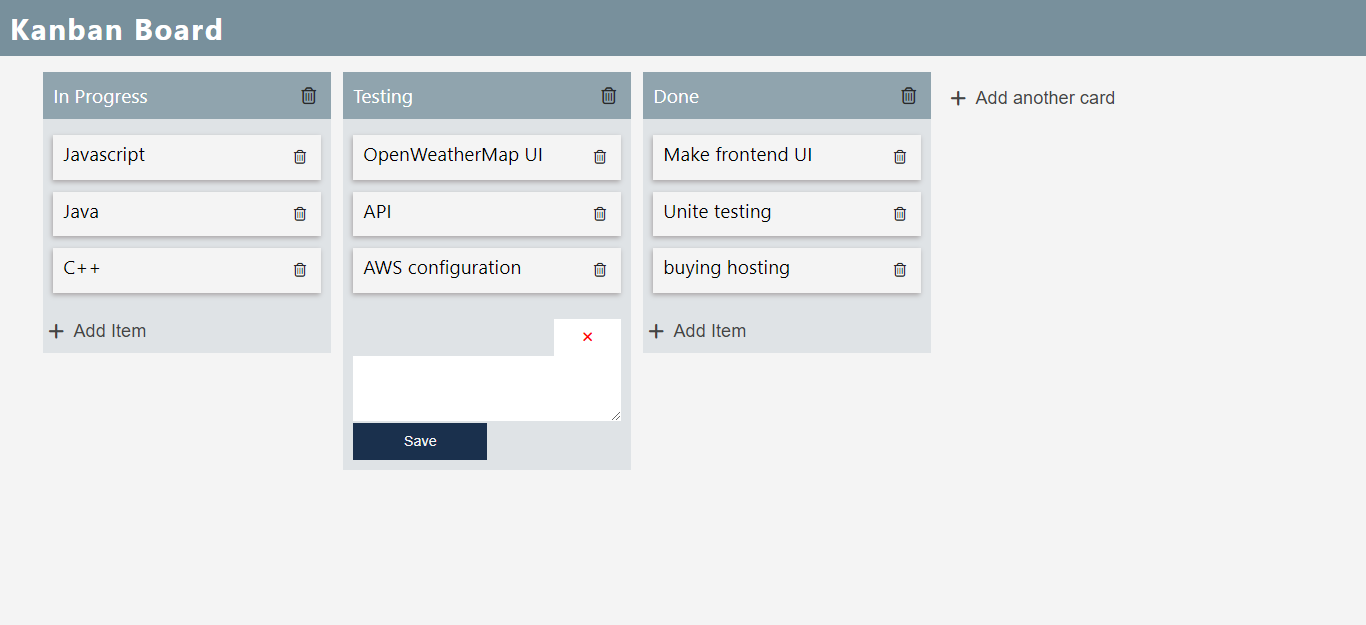 Kanban Board
In Progress
Javascript
Java
C++
Add Item
Testing
OpenWeatherMap UI
API
AWS configuration
Save
Done
Make frontend UI
Unite testing
buying hosting
Add Item
Add another card